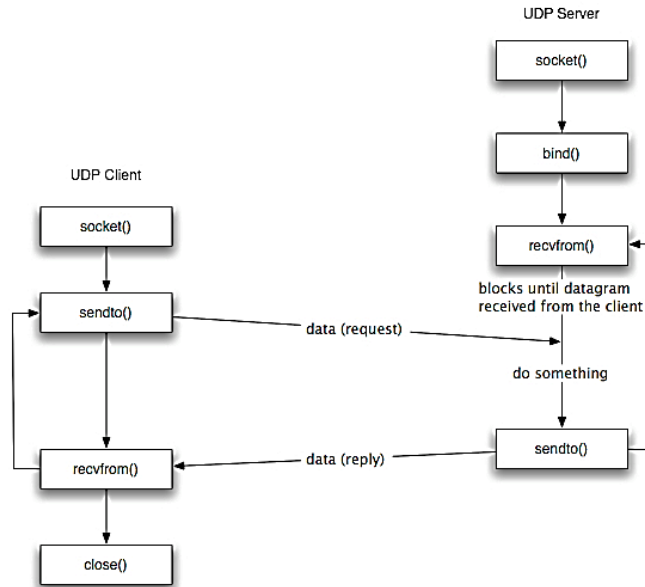 UDP Server
socket()
bind()
UDP Client
socket()
recvfrom()
blocks until datagram
received from the client
sendto()
data (request)
do something
recvfrom()
data (reply)
sendto()
close()